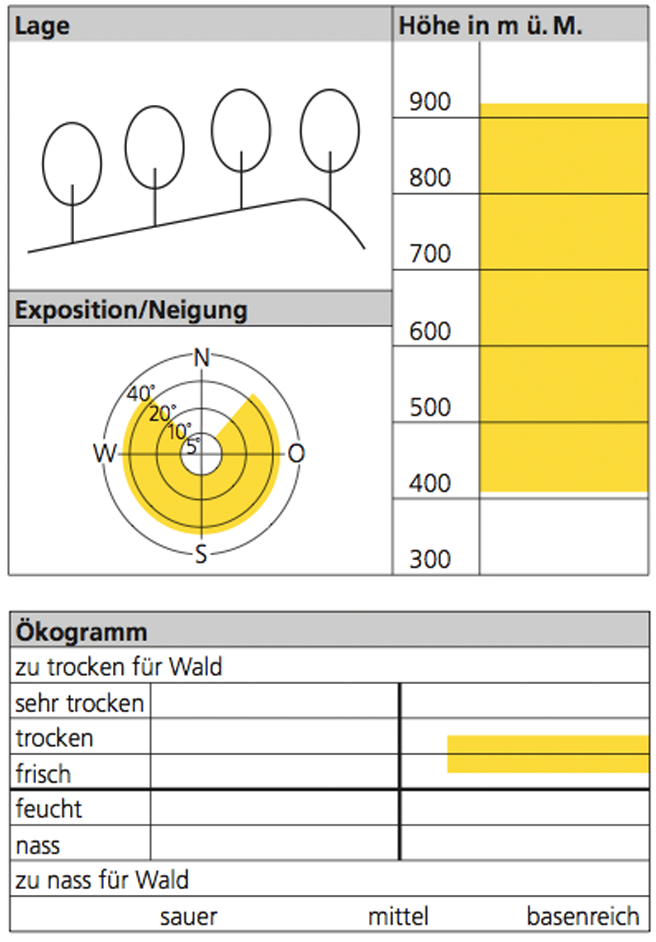 Lage
Höhe in m ü. M.
900
800
700
600
500
400
300
Exposition/Neigung
N
40°
20°
10°
5°
W
O
S
Ökogramm
zu trocken für Wald
sehr trocken
trocken
frisch
feucht
nass
zu nass für Wald
sauer mittel basenreich